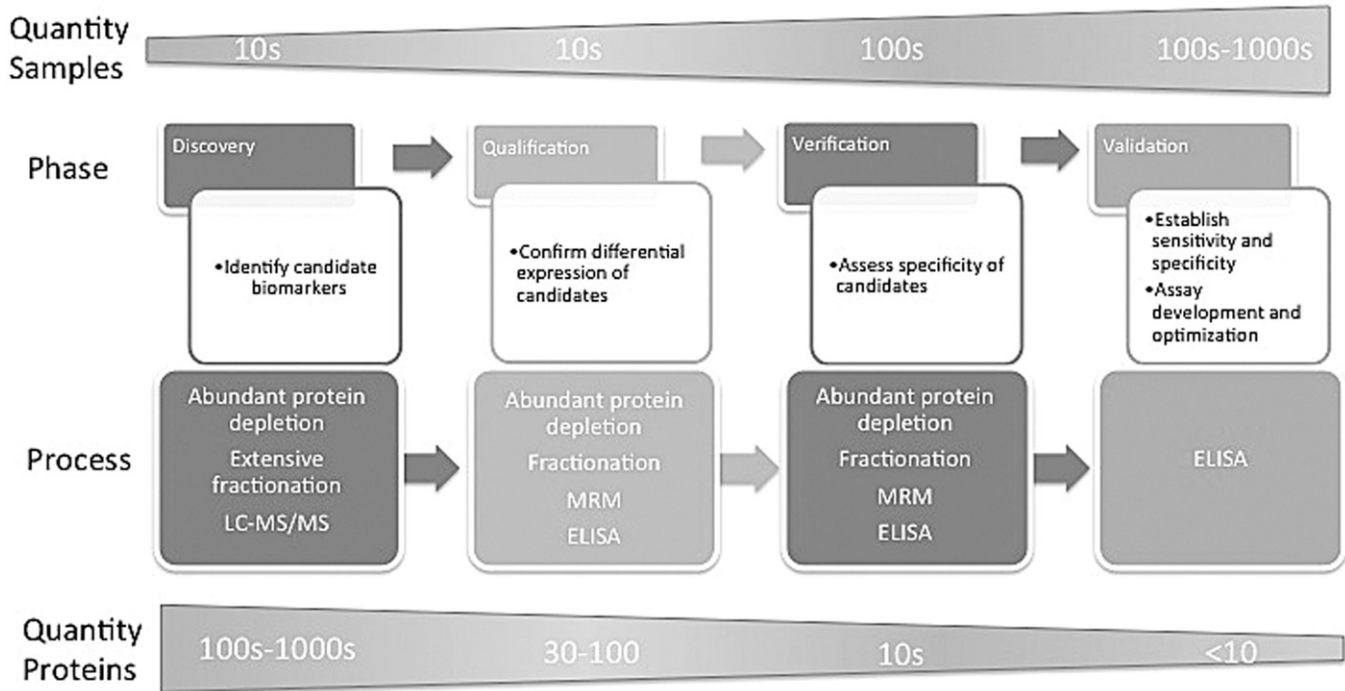 Quantity
Samples
10s
10s
100s
100s-1000s
Phase
Discovery
Qualification
Verification
Validation
•Identify candidate
biomarkers
•Confirm differential
expression of
candidates
•Assess specificity of
candidates
•Establish
sensitivity and
specificity
•Assay
development and
optimization
Process
Abundant protein
depletion
Extensive
fractionation
LC-MS/MS
Abundant protein
depletion
Fractionation
MRM
ELISA
Abundant protein
depletion
Fractionation
MRM
ELISA
ELISA
Quantity
Proteins
100s-1000s
30-100
10s
<10